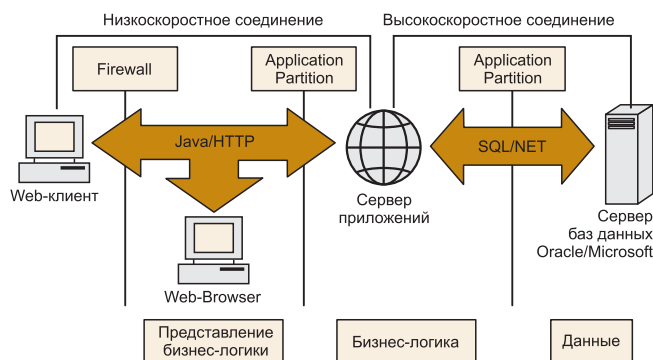 Низкоскоростное соединение
Высокоскоростное соединение
Firewall
Application
Partition
Application
Partition
Java/HTTP
SQL/NET
Web-клиент
Сервер
приложений
Сервер
баз данных
Oracle/Microsoft
Web-Browser
Представление
бизнес-логики
Бизнес-логика
Данные